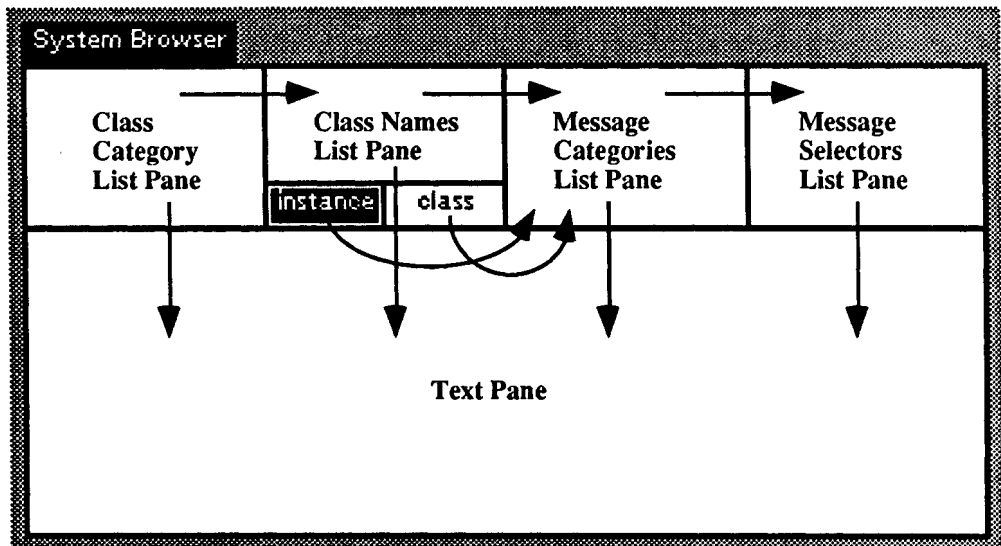 System Browser
Class
Category
List Pane
Class Names
List Pane
Message
Categories
List Pane
Message
Selectors
List Pane
instance
class
Text Pane